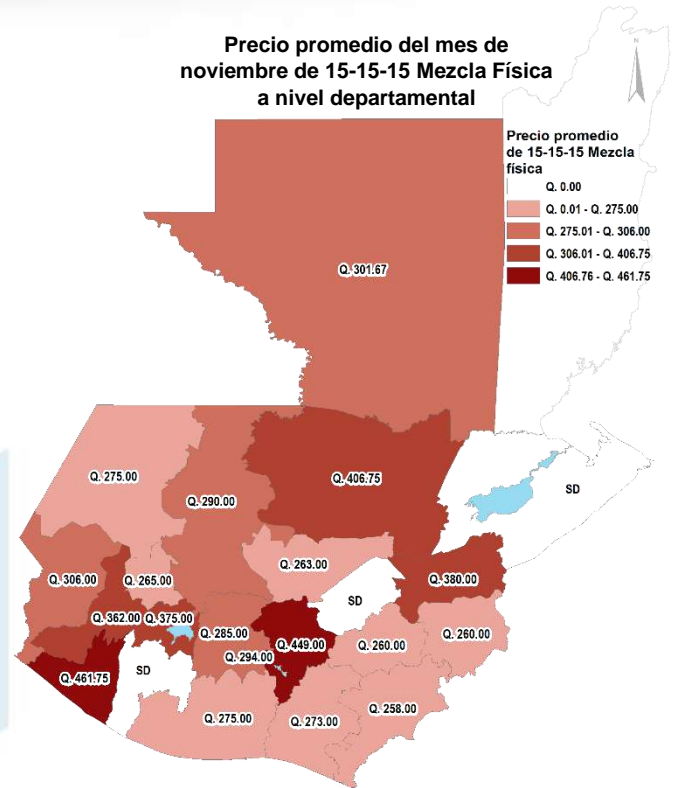 Precio promedio del mes de
noviembre de 15-15-15 Mezcla Física
a nivel departamental
N
Precio promedio
de 15-15-15 Mezcla
física
Q. 0.00
Q. 0.01 - Q. 275.00
Q. 275.01 - Q. 306.00
Q. 306.01 - Q. 406.75
Q. 406.76 - Q. 461.75
Q. 301.67
Q. 275.00
Q. 290.00
Q. 406.75
SD
Q. 306.00
Q. 265.00
Q. 263.00
Q. 380.00
SD
Q. 362.00
Q. 375.00
Q. 285.00
Q. 449.00
Q. 260.00
Q. 260.00
Q. 294.00
Q. 461.75
SD
Q. 275.00
Q. 273.00
Q. 258.00